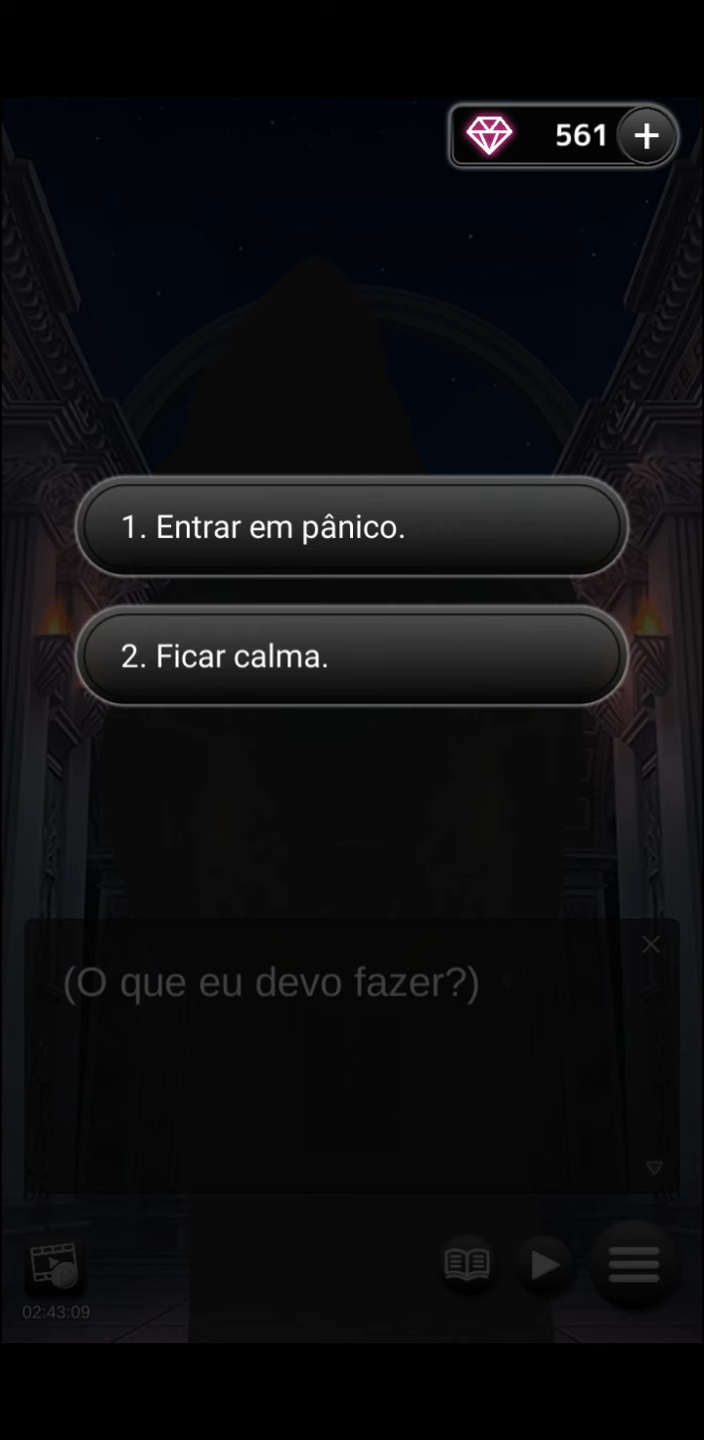 561 +
1. Entrar em pânico.
2. Ficar calma.
(O que eu devo fazer?)
02:43:09